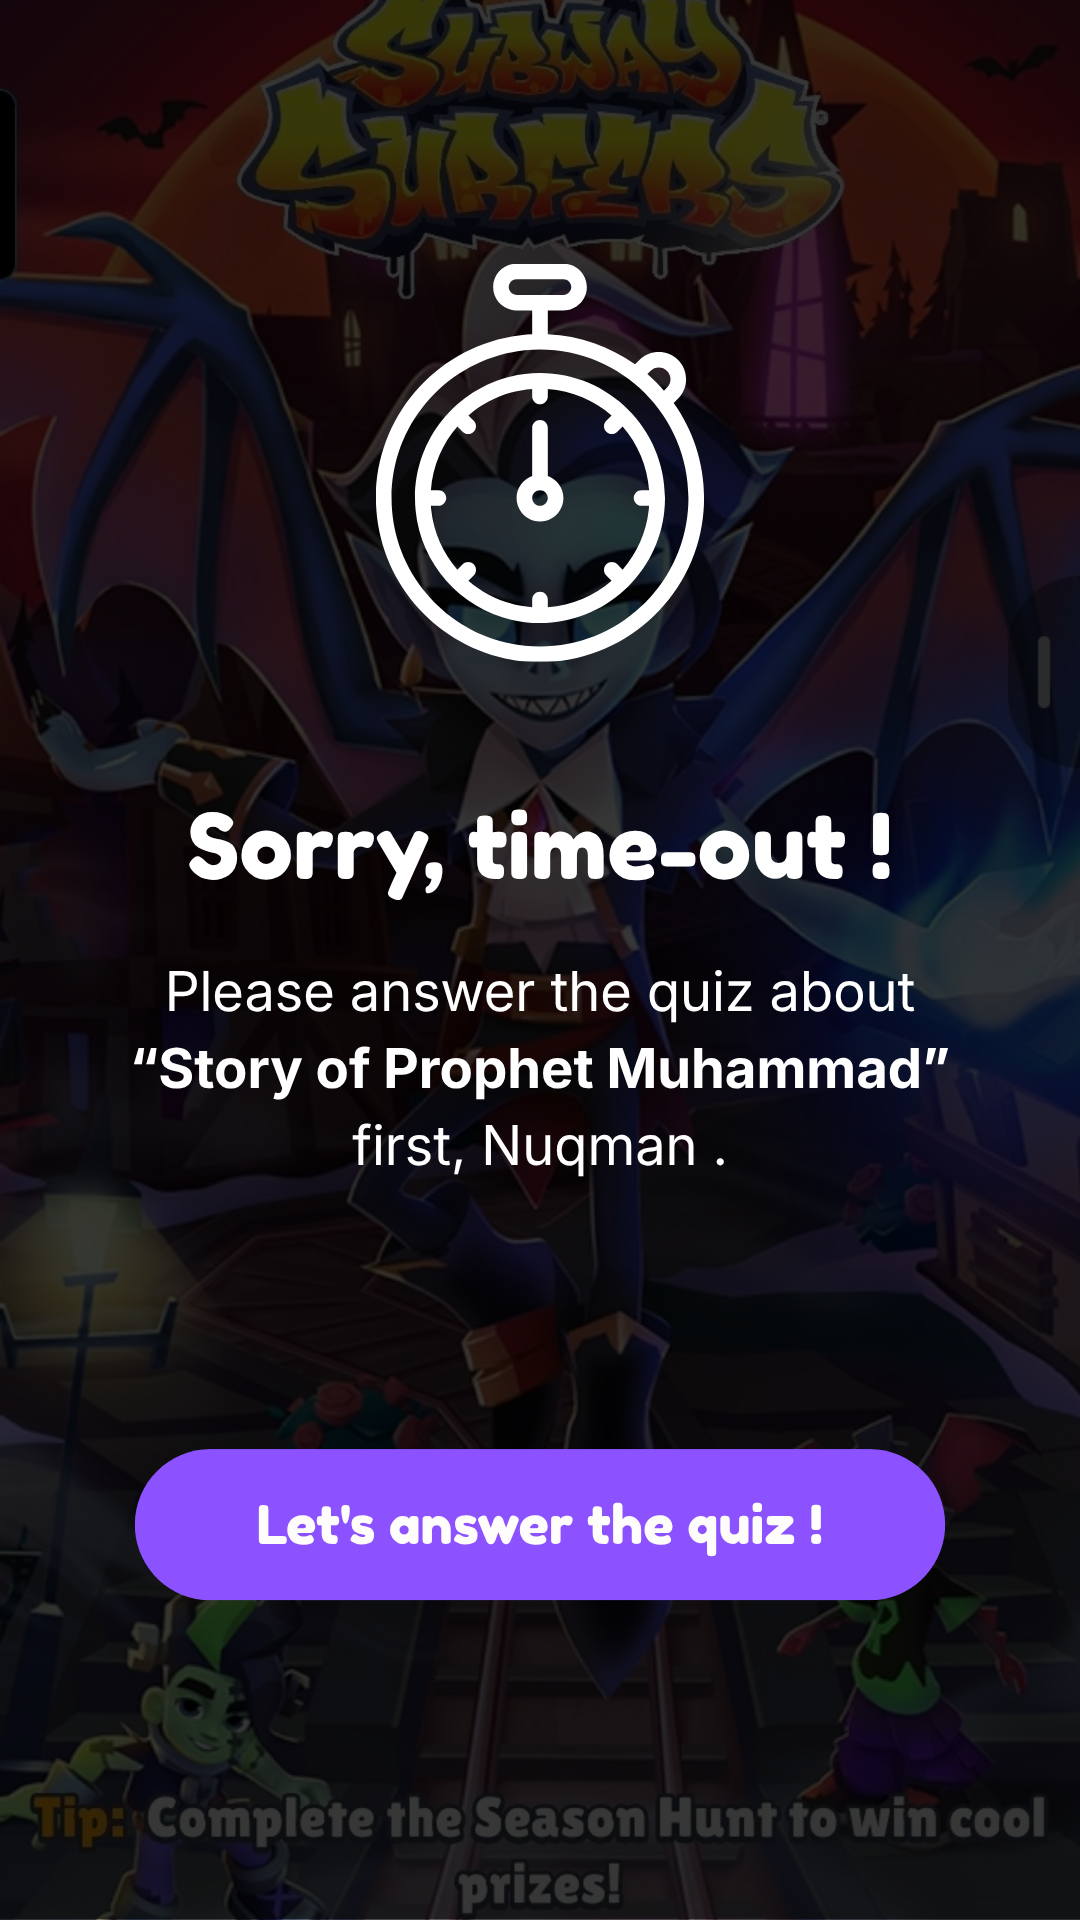 SUBWAY
SURFERS
Sorry, time-out !
Please answer the quiz about
“Story of Prophet Muhammad”
first, Nuqman .
Let's answer the quiz !
Tip: Complete the Season Hunt to win cool
prizes!